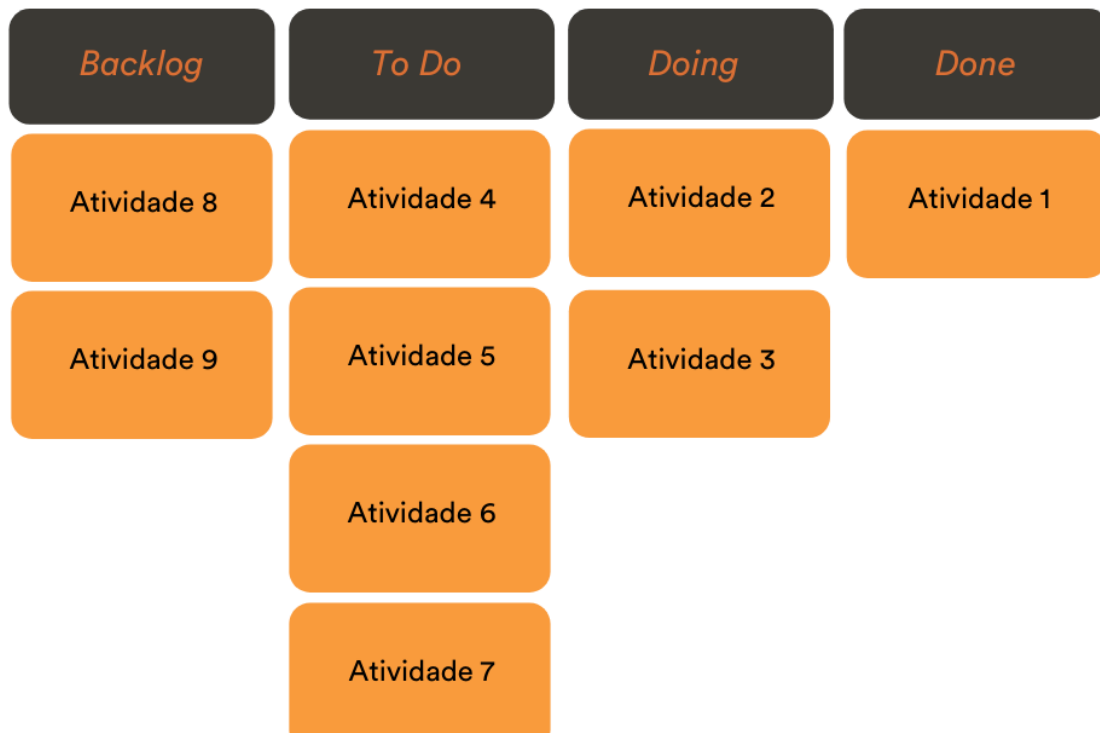 Backlog
To Do
Doing
Done
Atividade 8
Atividade 4
Atividade 2
Atividade 1
Atividade 9
Atividade 5
Atividade 3
Atividade 6
Atividade 7